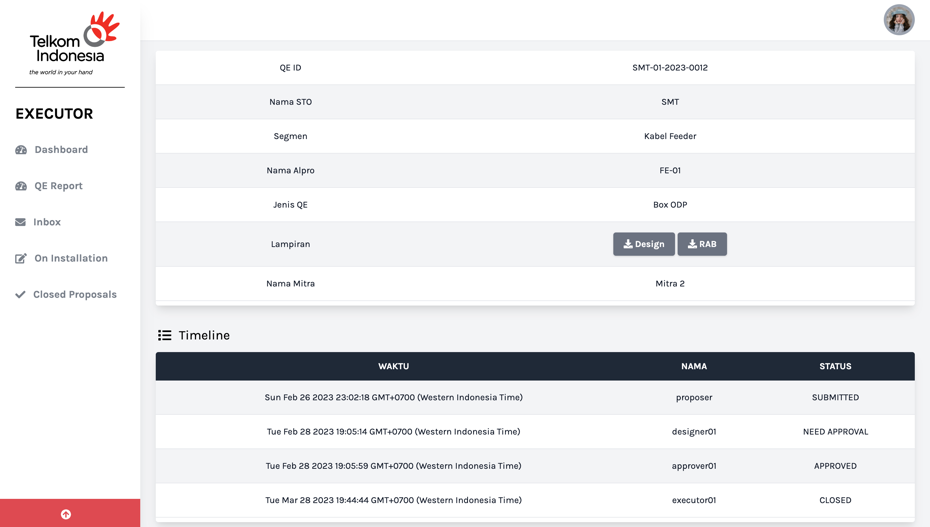 Telkom
Indonesia
the world in your hand
EXECUTOR
Dashboard
QE Report
Inbox
On Installation
Closed Proposals
QE ID SMT-01-2023-0012
Nama STO SMT
Segmen Kabel Feeder
Nama Alpro FE-01
Jenis QE Box ODP
Lampiran Design RAB
Nama Mitra Mitra 2
Timeline
WAKTU NAMA STATUS
Sun Feb 26 2023 23:02:18 GMT+0700 (Western Indonesia Time) proposer SUBMITTED
Tue Feb 28 2023 19:05:14 GMT+0700 (Western Indonesia Time) designer01 NEED APPROVAL
Tue Feb 28 2023 19:05:59 GMT+0700 (Western Indonesia Time) approver01 APPROVED
Tue Mar 28 2023 19:44:44 GMT+0700 (Western Indonesia Time) executor01 CLOSED